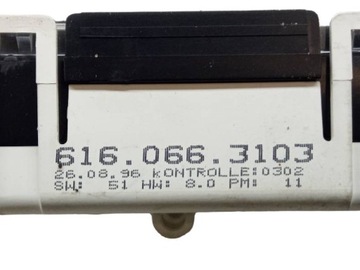 616.066.3103
26.08.96 kONTROLLE:0302
SW: 51 HW: 8.0 PM: 11